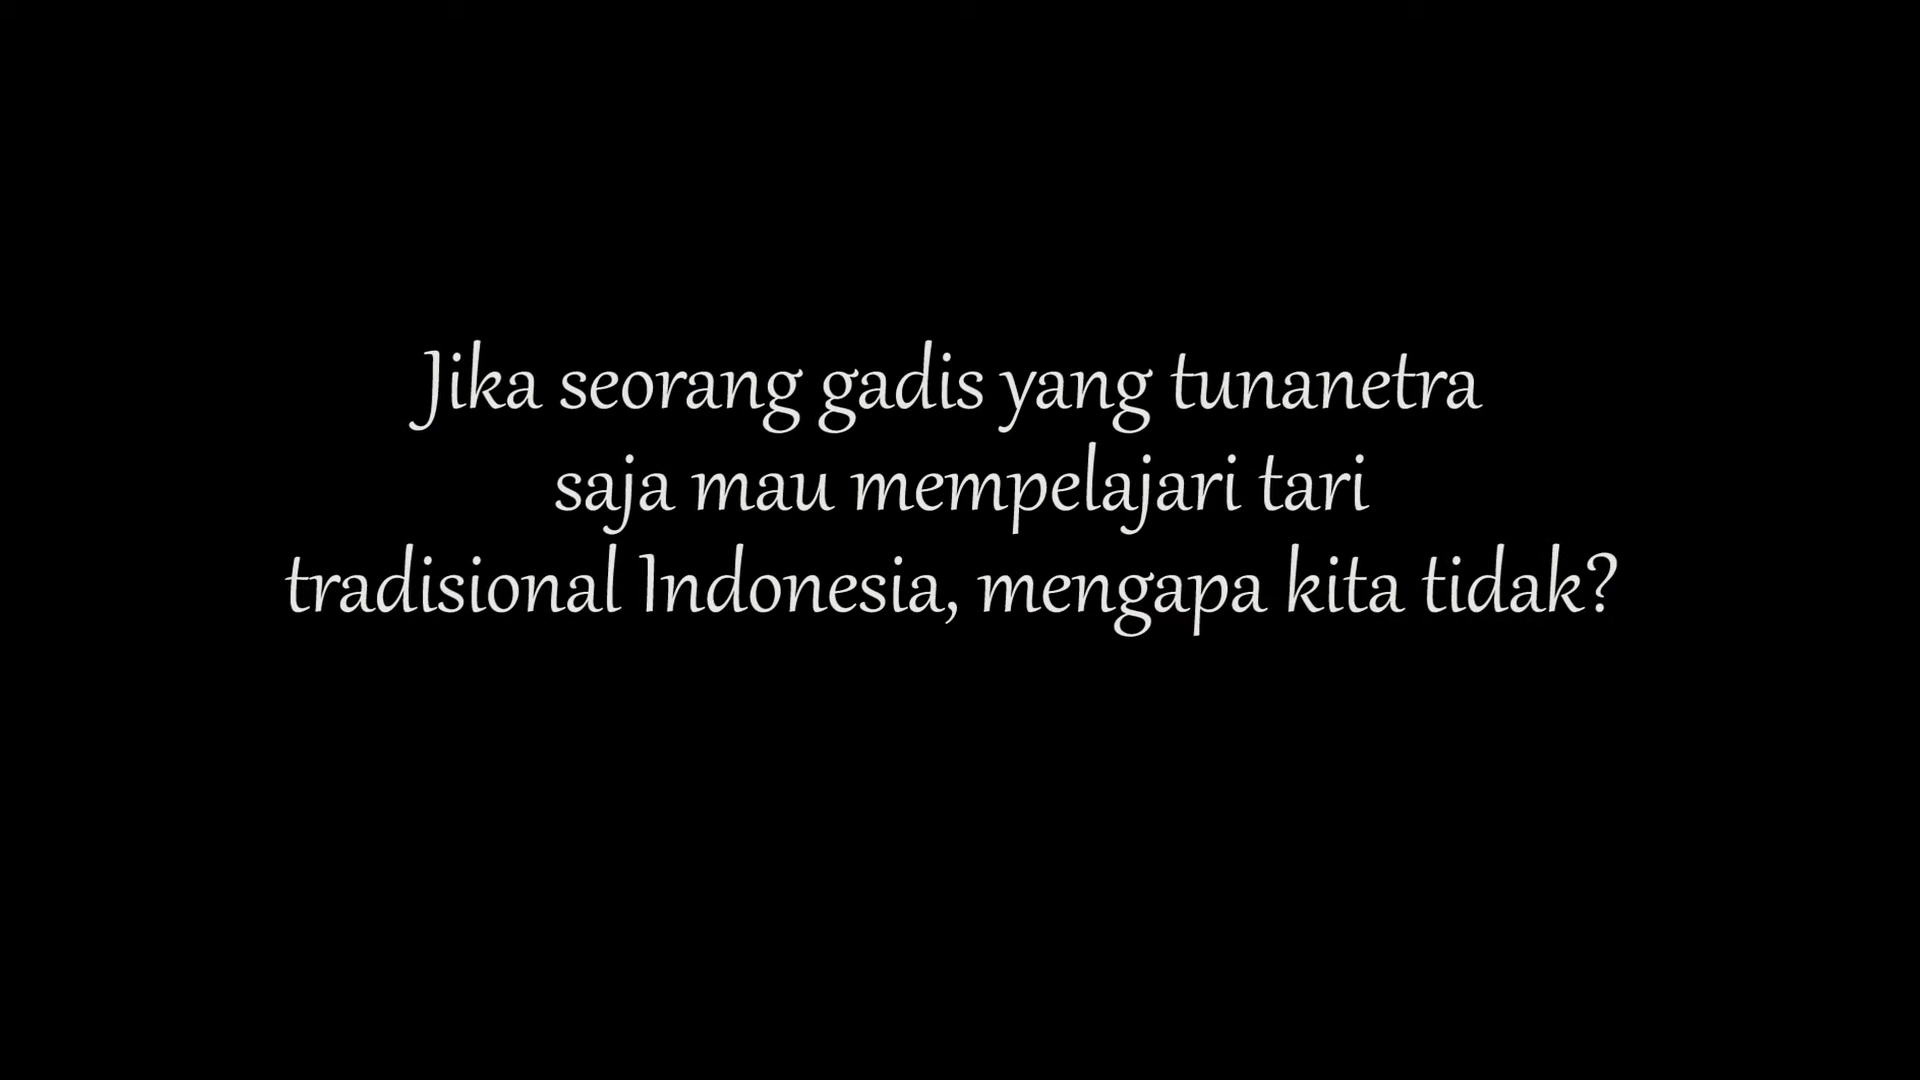 Jika seorang gadis yang tunanetra
saja mau mempelajari tari
tradisional Indonesia, mengapa kita tidak?